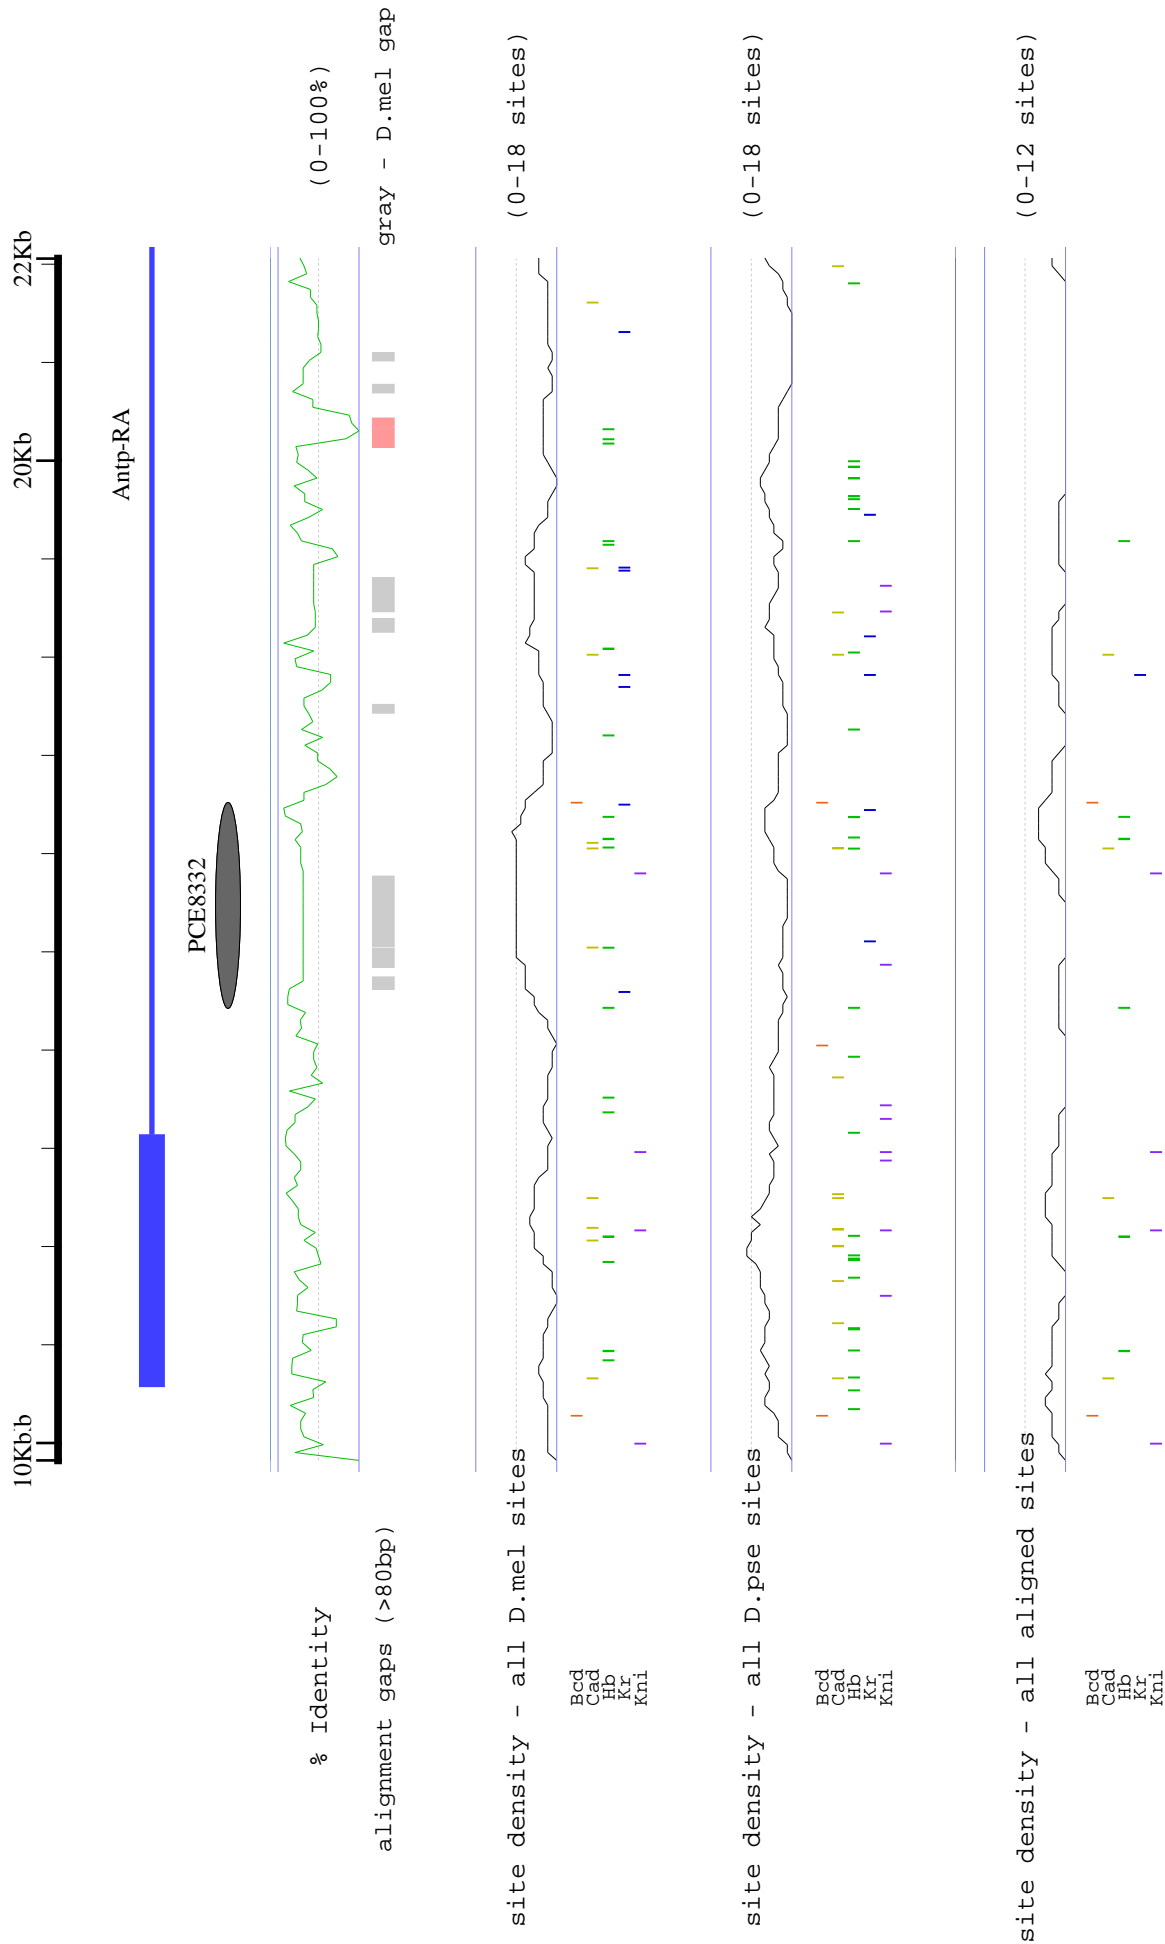 10Kb.b
20Kb
22Kb
Antp-RA
PCE8332
% Identity
(0-100%)
alignment gaps (>80bp)
gray - D.mel gap
site density - all D.mel sites
(0-18 sites)
Bcd
Cad
Hb
Kr
Kni
site density - all D.pse sites
(0-18 sites)
Bcd
Cad
Hb
Kr
Kni
site density - all aligned sites
(0-12 sites)
Bcd
Cad
Hb
Kr
Kni